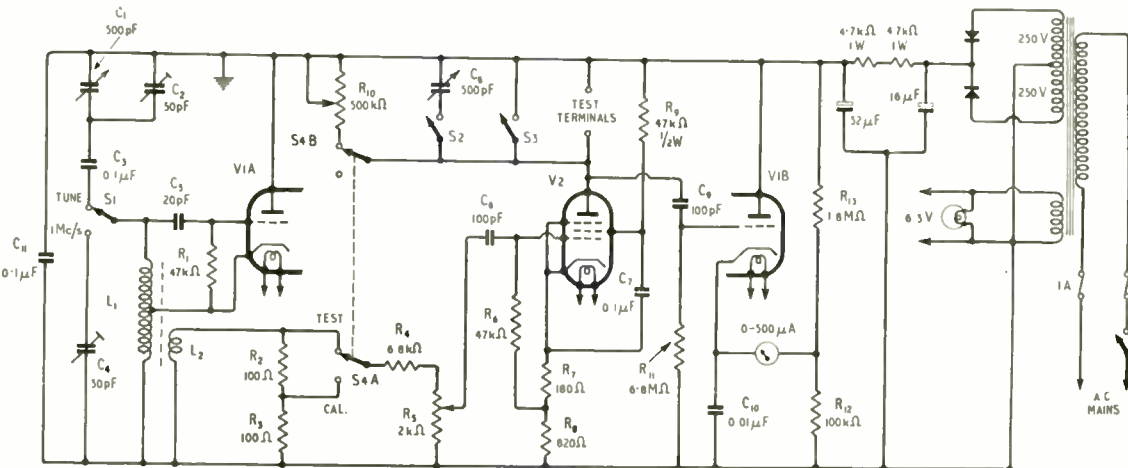 C1
500pF
C2
50pF
C3
0.1µF
TUNE
S1
1Mc/s
C11
0.1µF
C5
20pF
R1
47kΩ
L1
L2
C4
50pF
V1A
R10
500kΩ
S4B
C8
500pF
S2
S3
TEST
TERMINALS
R9
47kΩ
1/2W
V2
C6
100pF
C9
100pF
V1B
C7
0.1µF
TEST
R2
100Ω
R3
100Ω
S4A
CAL.
R4
6.8kΩ
R5
2kΩ
R6
47kΩ
R7
180Ω
R8
820Ω
R11
6.8MΩ
0-500µA
C10
0.01µF
R13
1.8MΩ
R12
100kΩ
4.7kΩ
1W
4.7kΩ
1W
32µF
16µF
250V
250V
6.3V
1A
A C
MAINS